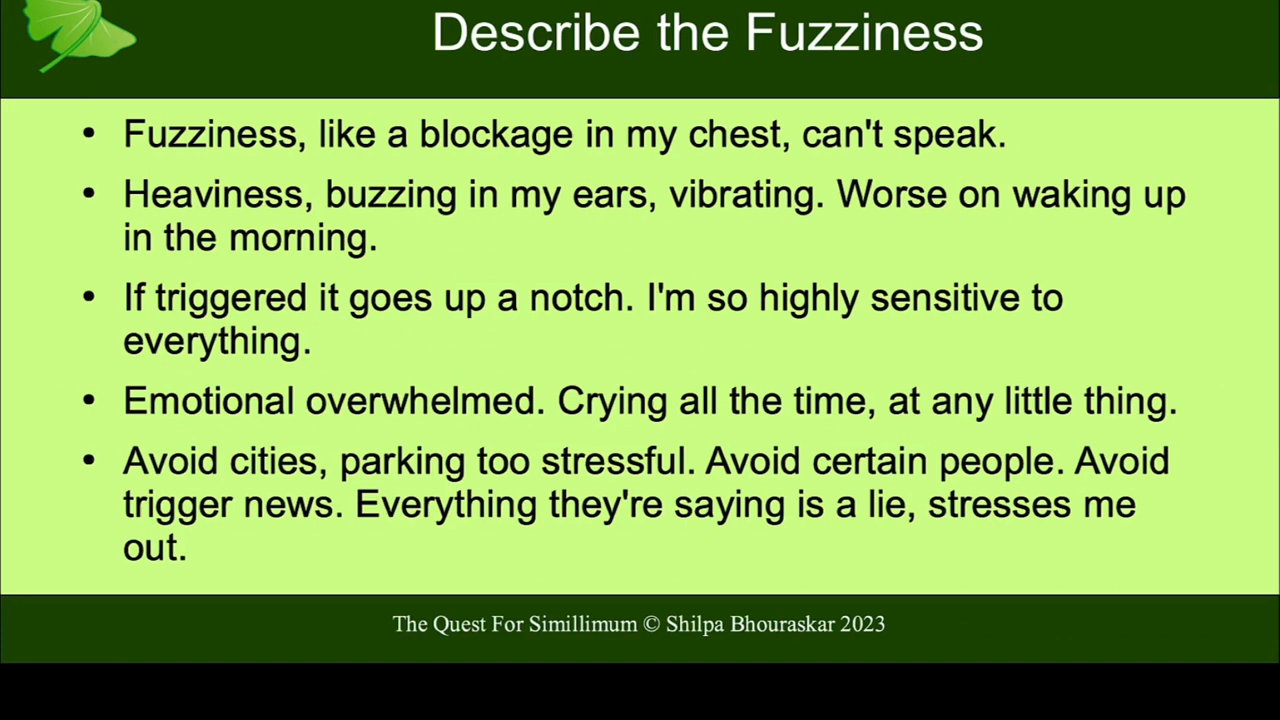 Describe the Fuzziness
• Fuzziness, like a blockage in my chest, can't speak.
• Heaviness, buzzing in my ears, vibrating. Worse on waking up
in the morning.
• If triggered it goes up a notch. I'm so highly sensitive to
everything.
• Emotional overwhelmed. Crying all the time, at any little thing.
• Avoid cities, parking too stressful. Avoid certain people. Avoid
trigger news. Everything they're saying is a lie, stresses me
out.
The Quest For Simillimum © Shilpa Bhouraskar 2023